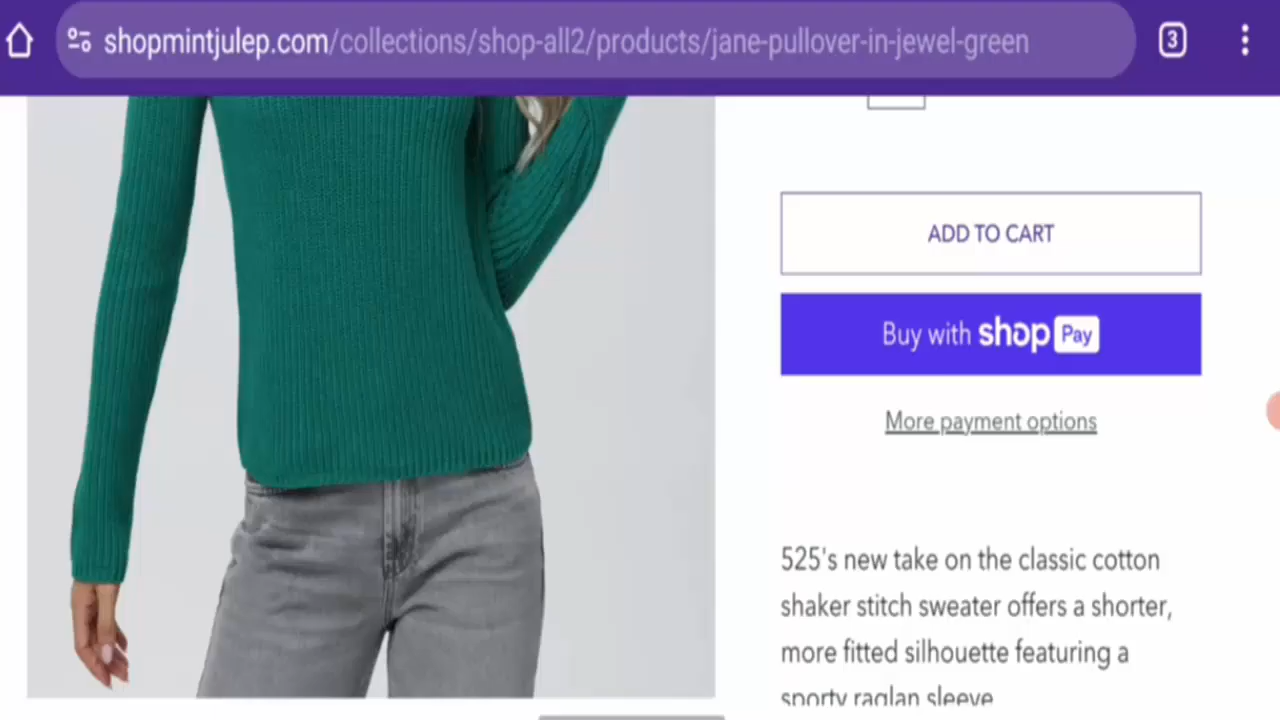 shopmintjulep.com/collections/shop-all2/products/jane-pullover-in-jewel-green
3
ADD TO CART
Buy with shop Pay
More payment options
525's new take on the classic cotton
shaker stitch sweater offers a shorter,
more fitted silhouette featuring a
sporty raglan sleeve